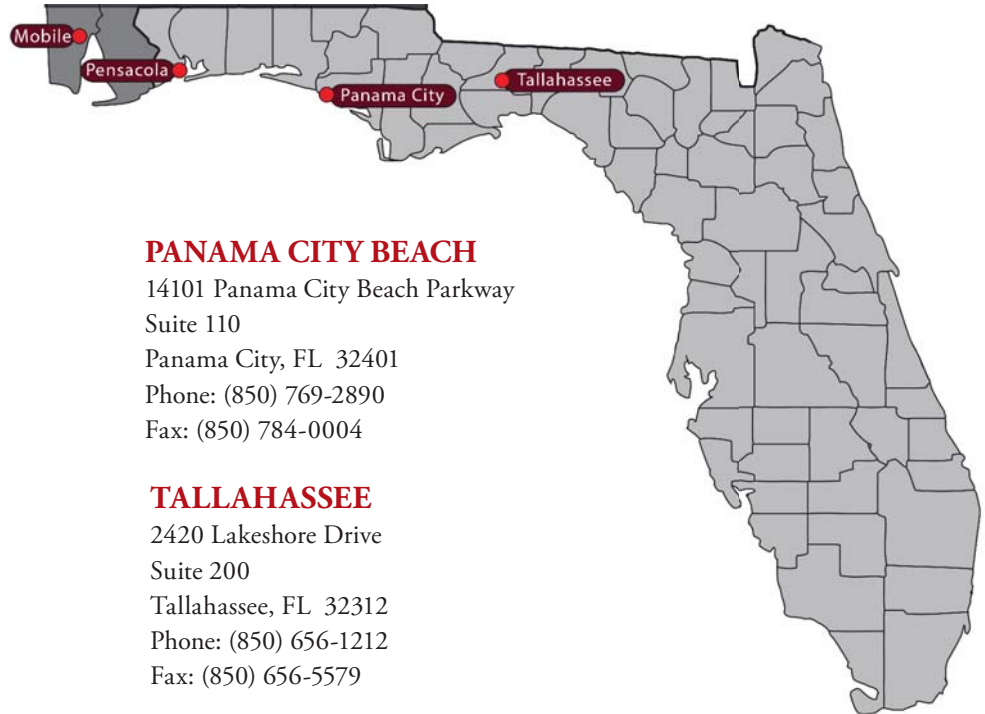 Mobile
Pensacola
Panama City
Tallahassee
PANAMA CITY BEACH
14101 Panama City Beach Parkway
Suite 110
Panama City, FL  32401
Phone: (850) 769-2890
Fax: (850) 784-0004
TALLAHASSEE
2420 Lakeshore Drive
Suite 200
Tallahassee, FL  32312
Phone: (850) 656-1212
Fax: (850) 656-5579